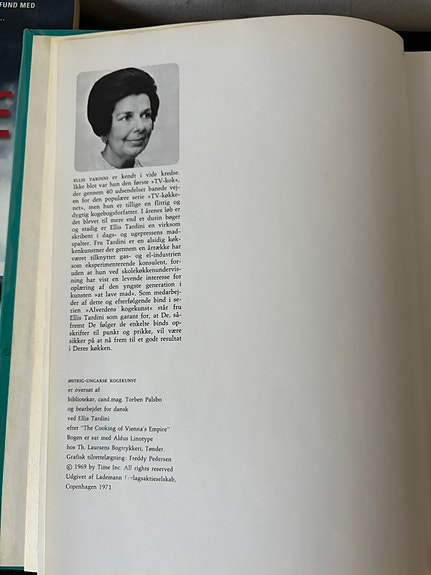 FUND MED
ELLIS TARDINI er kendt i vide kredse.
Ikke blot var hun den første »TV-kok«,
der gennem 40 udsendelser banede vej-
en for den populære serie »TV-køkke-
net«, men hun er tillige en flittig og
dygtig kogebogsforfatter. I årenes løb er
det blevet til mere end et dusin bøger
og stadig er Ellis Tardini en virksom
skribent i dags- og ugepressens mad-
spalter. Fru Tardini er en alsidig køk-
kenkunstner der gennem en årrække har
været tilknyttet gas- og el-industrien
som eksperimenterende konsulent, for-
uden at hun ved skolekøkkenundervis-
ning har vist en levende interesse for
oplæring af den yngste generation i
kunsten »at lave mad«. Som medarbej-
der af dette og efterfølgende bind i se-
rien »Alverdens kogekunst« står fru
Ellis Tardini som garant for, at De, så-
fremt De følger de enkelte binds op-
skrifter til punkt og prikke, vil være
sikker på at nå frem til et godt resultat
i Deres køkken.
ØSTRIG-UNGARSK KOGEKUNST
er oversat af
bibliotekar, cand.mag. Torben Palsbo
og bearbejdet for dansk
ved Ellis Tardini
efter "The Cooking of Vienna's Empire"
Bogen er sat med Aldus Linotype
hos Th. Laursens Bogtrykkeri, Tønder.
Grafisk tilrettelægning: Freddy Pedersen
© 1969 by Time Inc. All rights reserved
Udgivet af Lademann Forlagsaktieselskab,
Copenhagen 1971